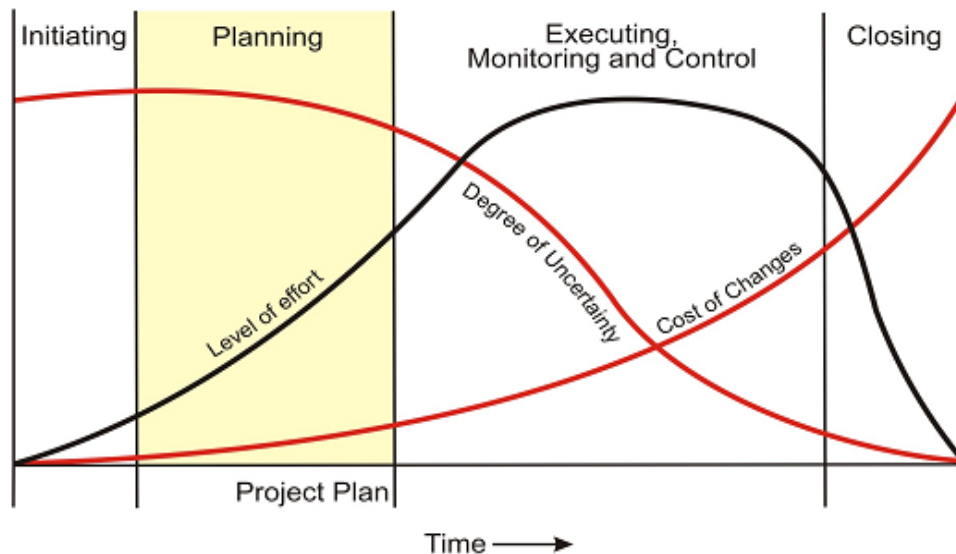 Initiating
Planning
Executing,
Monitoring and Control
Closing
Level of effort
Degree of Uncertainty
Cost of Changes
Project Plan
Time